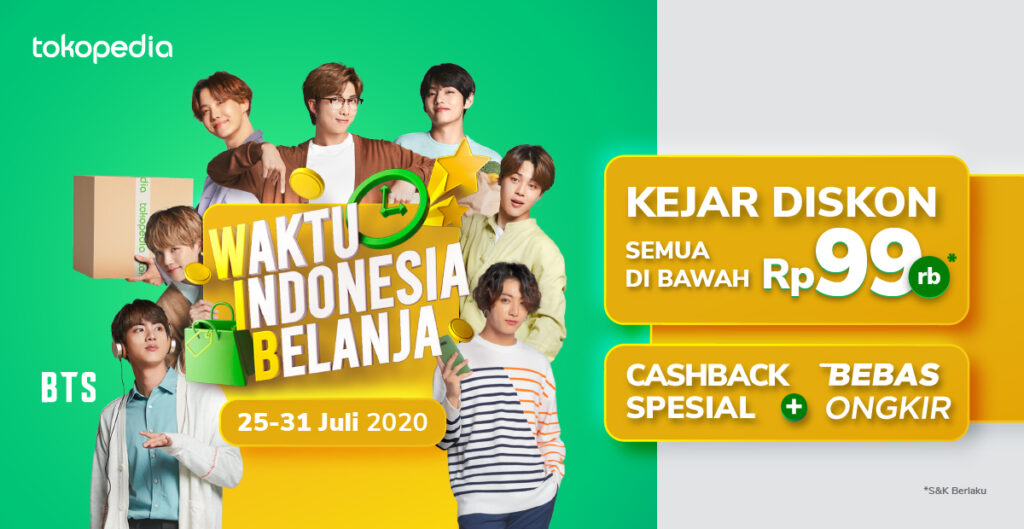 tokopedia
WAKTU
INDONESIA
BELANJA
25-31 Juli 2020
BTS
KEJAR DISKON
SEMUA
DI BAWAH Rp99rb*
CASHBACK
SPESIAL + BEBAS
ONGKIR
*S&K Berlaku
tokopedia